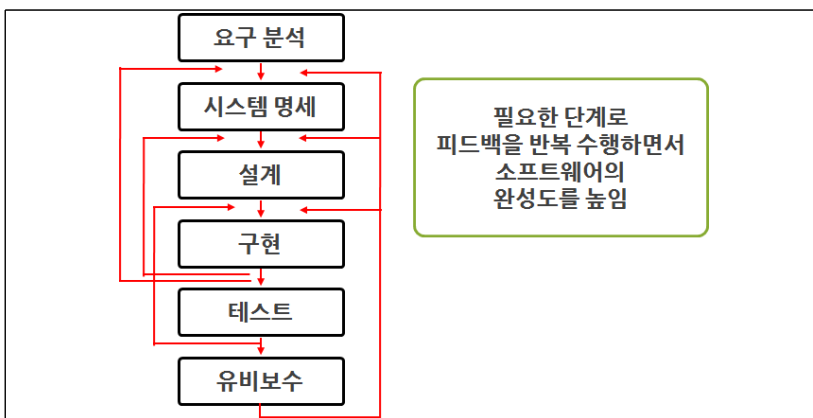 요구 분석
시스템 명세
설계
구현
테스트
유비보수
필요한 단계로
피드백을 반복 수행하면서
소프트웨어의
완성도를 높임